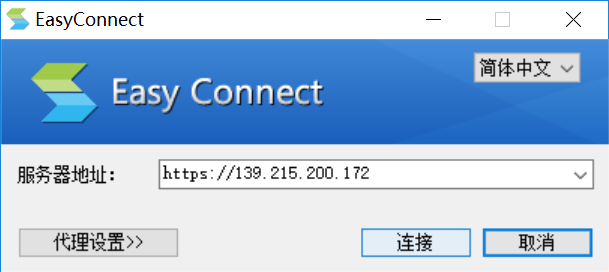 EasyConnect
简体中文
Easy Connect
服务器地址：
https://139.215.200.172
代理设置>>
连接
取消